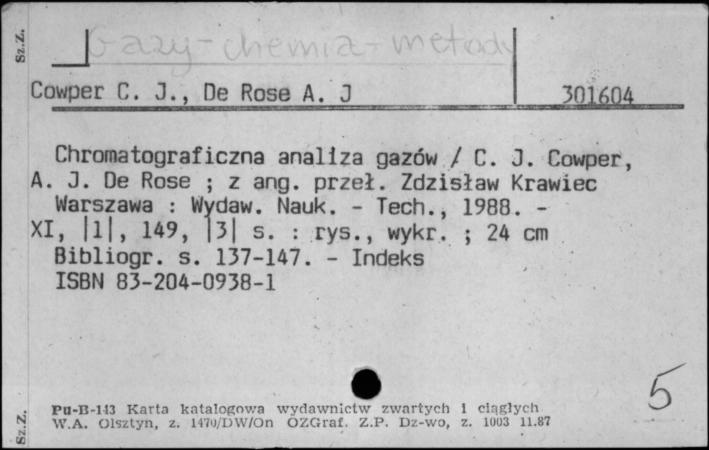 Sz.Z.
Gazy - chemia - metody
Cowper C. J., De Rose A. J
301604
Chromatograficzna analiza gazów / C. J. Cowper,
A. J. De Rose ; z ang. przeł. Zdzisław Krawiec
Warszawa : Wydaw. Nauk. - Tech., 1988. -
XI, |1|, 149, |3| s. : rys., wykr. ; 24 cm
Bibliogr. s. 137-147. - Indeks
ISBN 83-204-0938-1
5
Pu-B-143 Karta katalogowa wydawnictw zwartych i ciągłych
W.A. Olsztyn, z. 1470/DW/On OZGraf. Z.P. Dz-wo, z. 1003 11.87
Sz.Z.